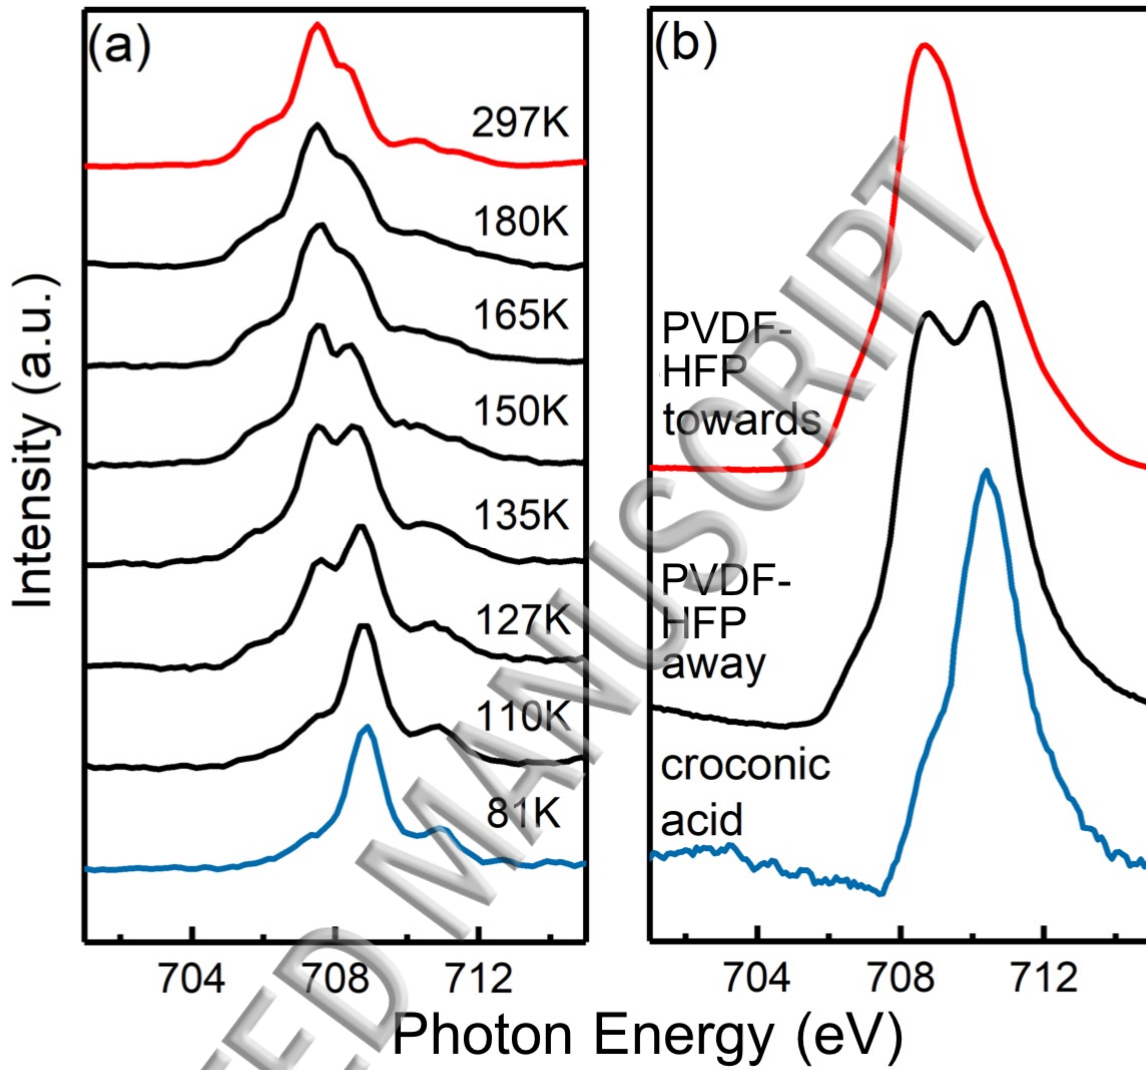 (a)
297K
180K
165K
150K
135K
127K
110K
81K
704 708 712
Intensity (a.u.)
(b)
PVDF-
HFP
towards
PVDF-
HFP
away
croconic
acid
704 708 712
Photon Energy (eV)
ED MANUSCRIPT